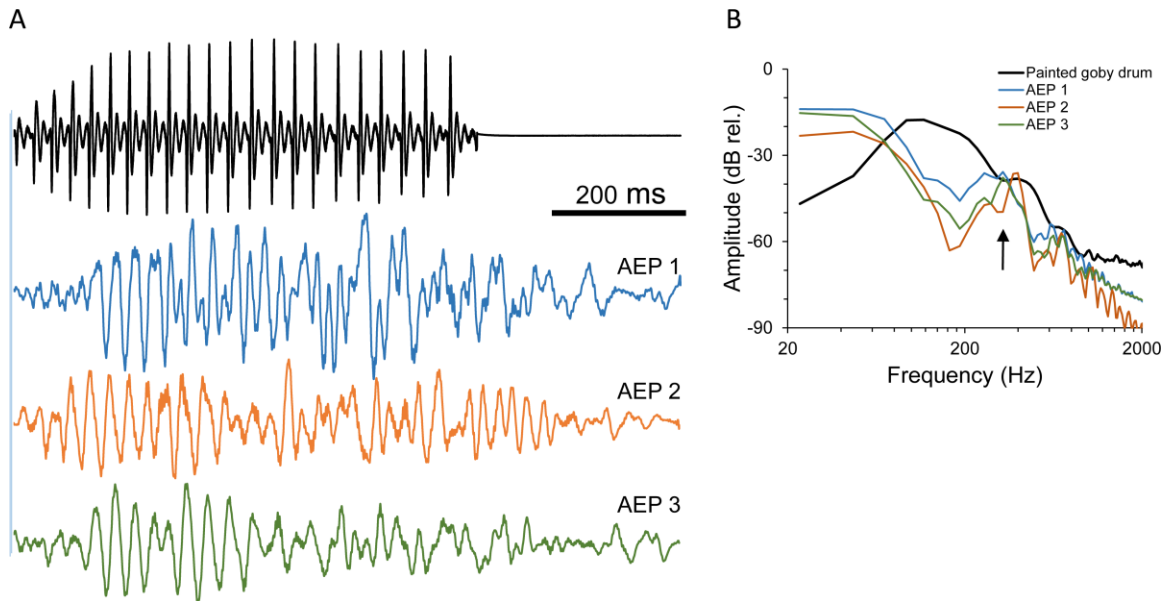 A
200 ms
AEP 1
AEP 2
AEP 3
B
Painted goby drum
AEP 1
AEP 2
AEP 3
Amplitude (dB rel.)
0
-30
-60
-90
20
200
2000
Frequency (Hz)